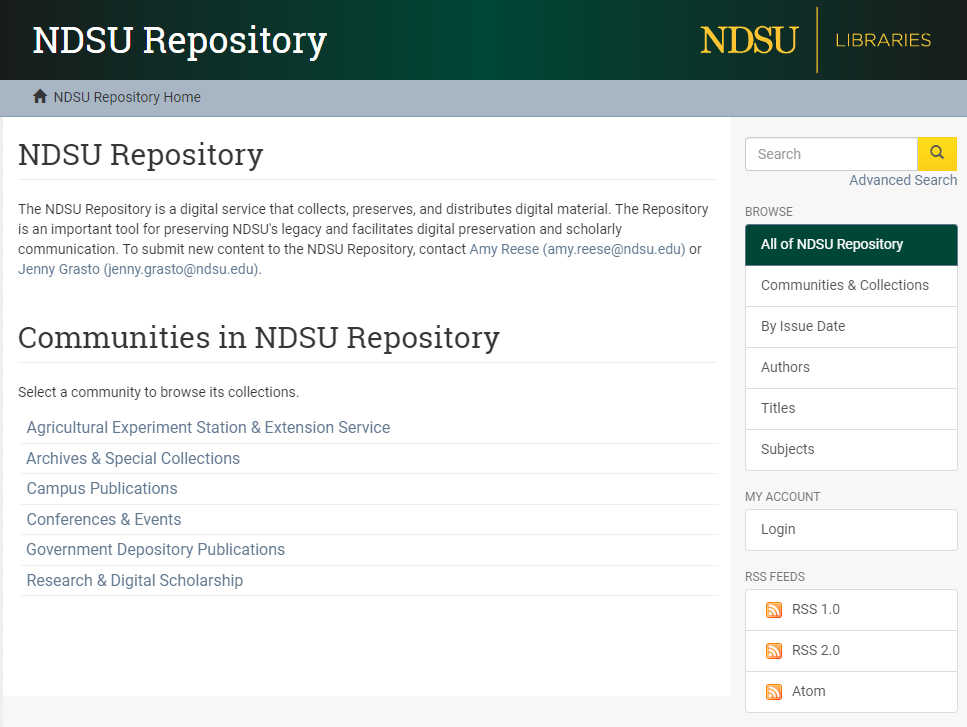 NDSU Repository
NDSU LIBRARIES
NDSU Repository Home
NDSU Repository
The NDSU Repository is a digital service that collects, preserves, and distributes digital material. The Repository
is an important tool for preserving NDSU's legacy and facilitates digital preservation and scholarly
communication. To submit new content to the NDSU Repository, contact Amy Reese (amy.reese@ndsu.edu) or
Jenny Grasto (jenny.grasto@ndsu.edu).
Communities in NDSU Repository
Select a community to browse its collections.
Agricultural Experiment Station & Extension Service
Archives & Special Collections
Campus Publications
Conferences & Events
Government Depository Publications
Research & Digital Scholarship
Search
Advanced Search
BROWSE
All of NDSU Repository
Communities & Collections
By Issue Date
Authors
Titles
Subjects
MY ACCOUNT
Login
RSS FEEDS
RSS 1.0
RSS 2.0
Atom